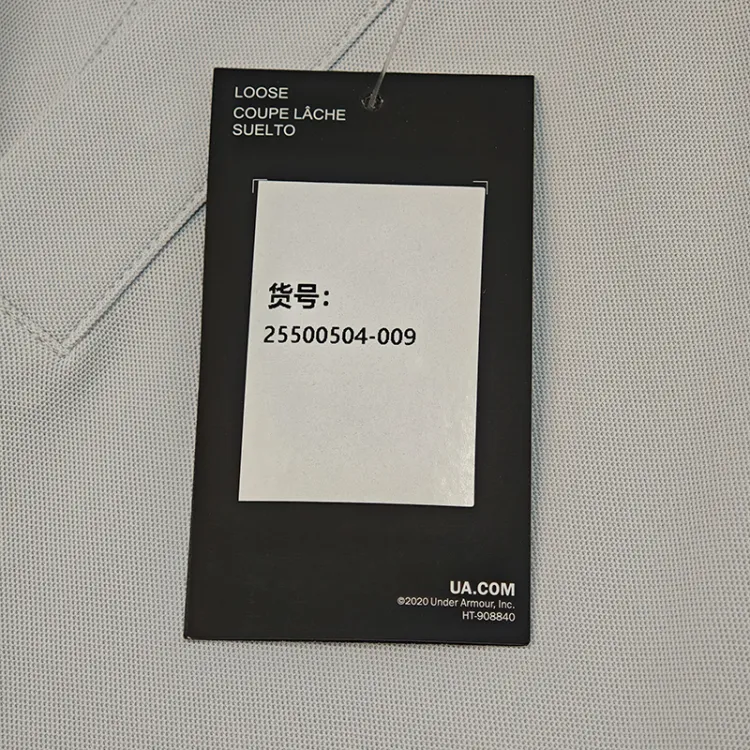 LOOSE
COUPE LÂCHE
SUELTO
货号：
25500504-009
UA.COM
©2020 Under Armour, Inc.
HT-908840